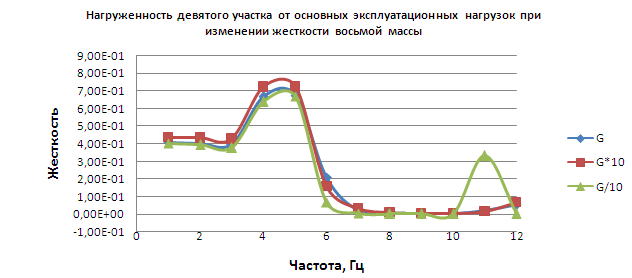 Нагруженность девятого участка от основных эксплуатационных нагрузок при
изменении жесткости восьмой массы
9,00E-01
8,00E-01
7,00E-01
6,00E-01
5,00E-01
4,00E-01
3,00E-01
2,00E-01
1,00E-01
0,00E+00
-1,00E-01
Жесткость
0 2 4 6 8 10 12
Частота, Гц
G
G*10
G/10